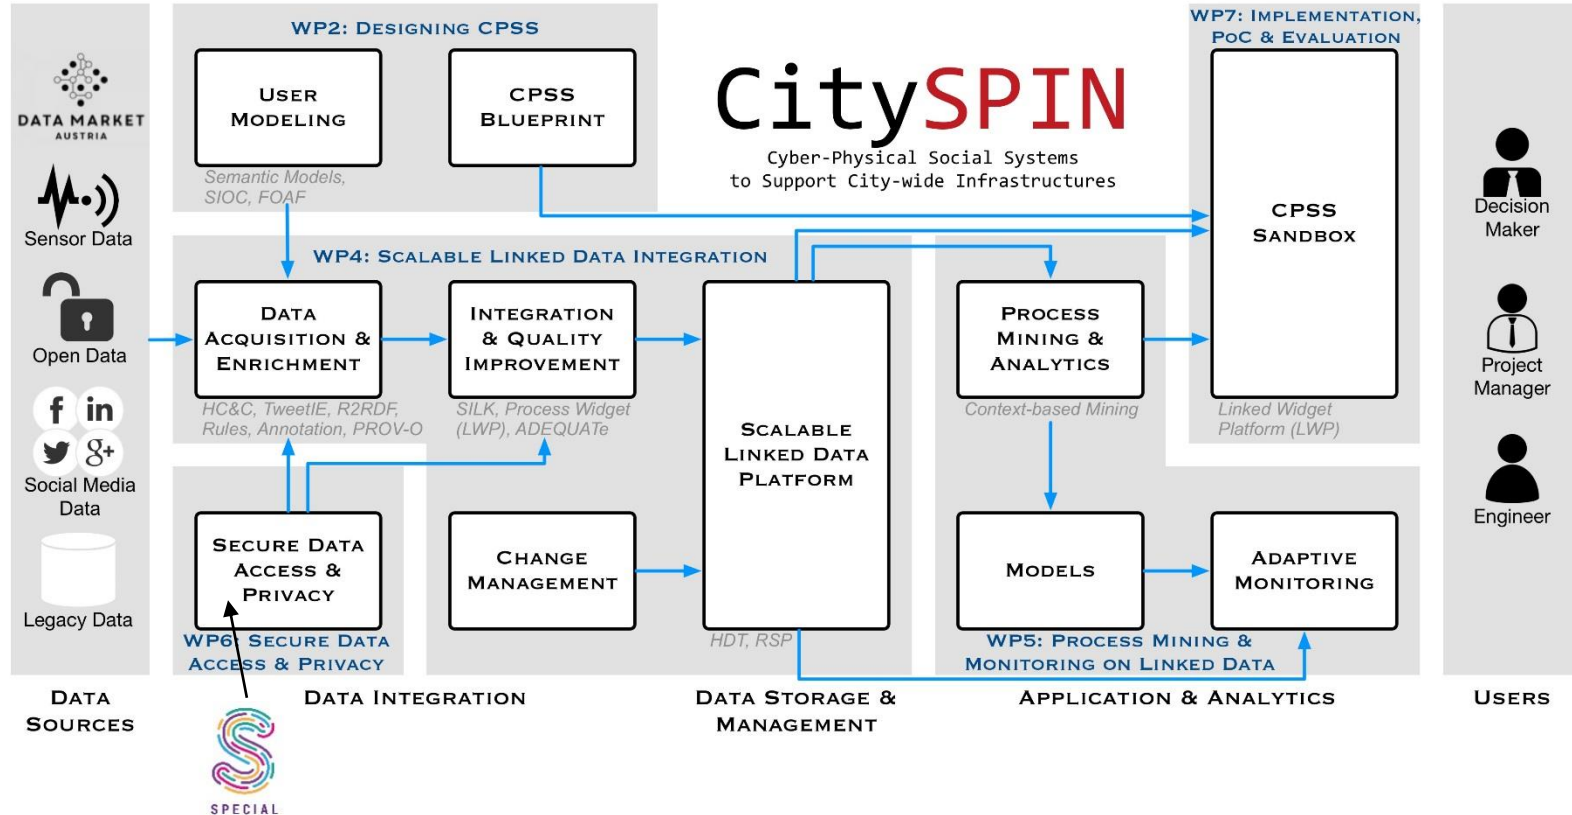 DATA MARKET
AUSTRIA
Sensor Data
Open Data
f in
g+
Social Media
Data
Legacy Data
DATA
SOURCES
WP2: DESIGNING CPSS
USER
MODELING
Semantic Models,
SIOC, FOAF
CPSS
BLUEPRINT
CitySPIN
Cyber-Physical Social Systems
to Support City-wide Infrastructures
WP7: IMPLEMENTATION,
POC & EVALUATION
CPSS
SANDBOX
Linked Widget
Platform (LWP)
WP4: SCALABLE LINKED DATA INTEGRATION
DATA
ACQUISITION &
ENRICHMENT
HC&C, TweetIE, R2RDF,
Rules, Annotation, PROV-O
INTEGRATION
& QUALITY
IMPROVEMENT
SILK, Process Widget
(LWP), ADEQUATe
SCALABLE
LINKED DATA
PLATFORM
HDT, RSP
PROCESS
MINING &
ANALYTICS
Context-based Mining
SECURE DATA
ACCESS &
PRIVACY
WP6: SECURE DATA
ACCESS & PRIVACY
CHANGE
MANAGEMENT
MODELS
ADAPTIVE
MONITORING
WP5: PROCESS MINING &
MONITORING ON LINKED DATA
DATA INTEGRATION
DATA STORAGE &
MANAGEMENT
APPLICATION & ANALYTICS
Decision
Maker
Project
Manager
Engineer
USERS
SPECIAL